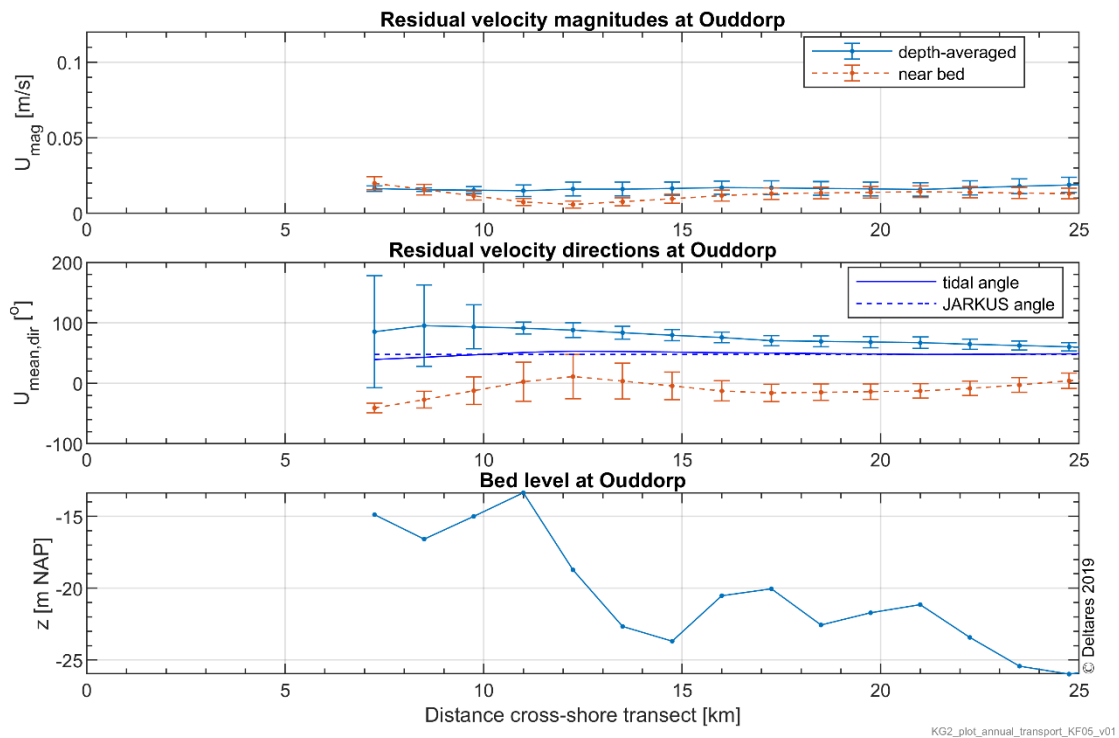 Residual velocity magnitudes at Ouddorp
U_mag [m/s]
0.1
0.05
0
depth-averaged
near bed
0 5 10 15 20 25
Residual velocity directions at Ouddorp
U_mean,dir [°]
200
100
0
-100
tidal angle
JARKUS angle
0 5 10 15 20 25
Bed level at Ouddorp
z [m NAP]
-15
-20
-25
0 5 10 15 20 25
Distance cross-shore transect [km]
© Deltares 2019
KG2_plot_annual_transport_KF05_v01